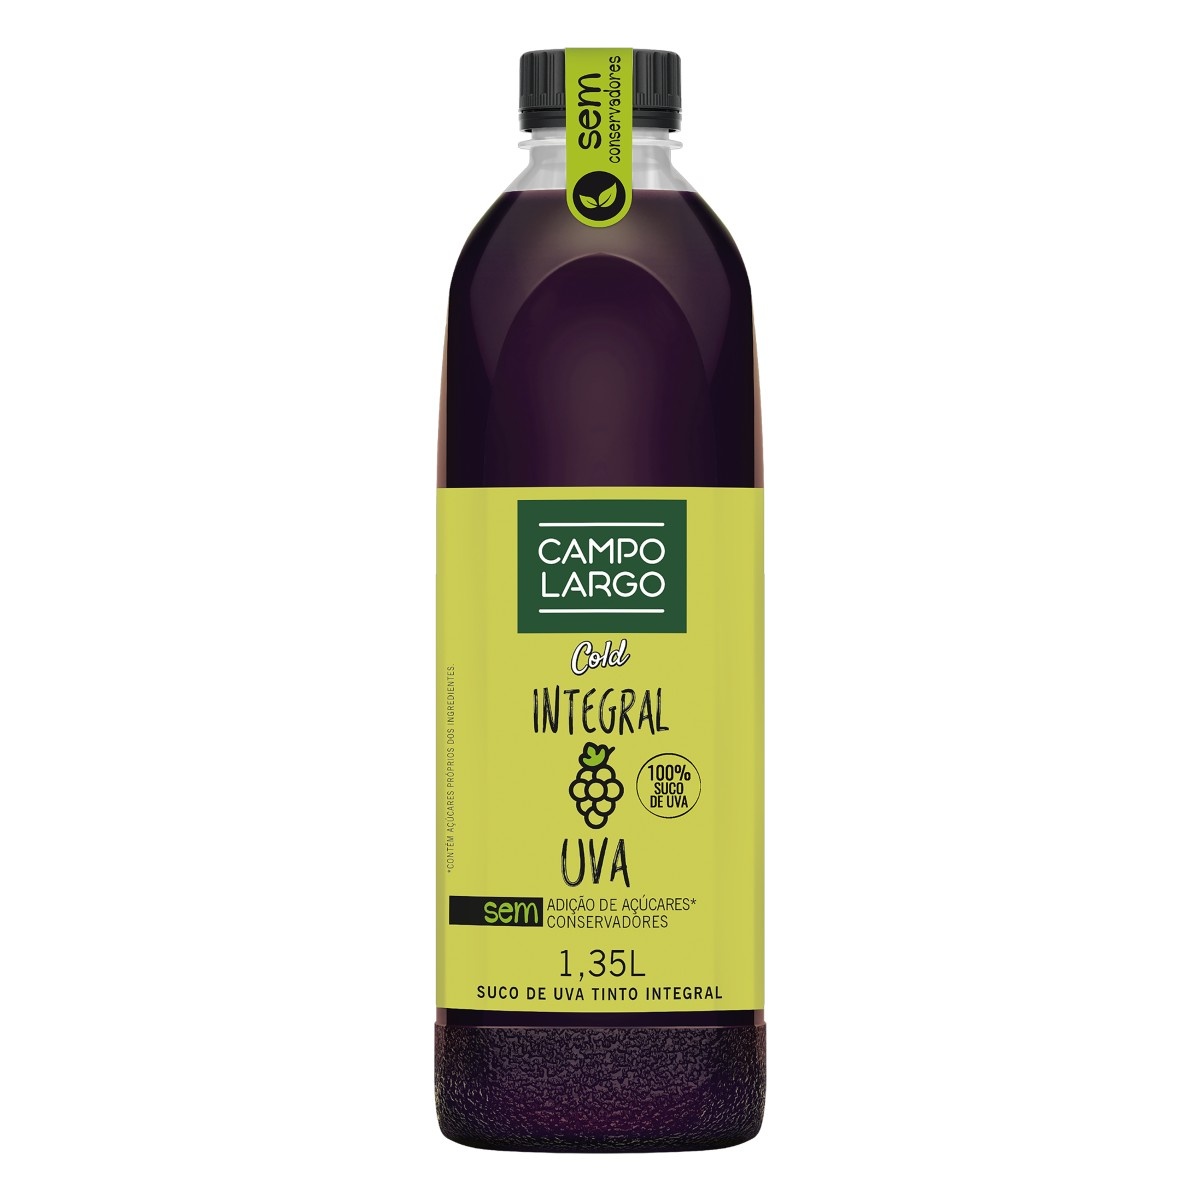 sem
conservadores
CAMPO
LARGO
Cold
INTEGRAL
100%
SUCO
DE UVA
UVA
sem ADIÇÃO DE AÇÚCARES*
CONSERVADORES
1,35L
SUCO DE UVA TINTO INTEGRAL
*CONTÉM AÇÚCARES PRÓPRIOS DOS INGREDIENTES.